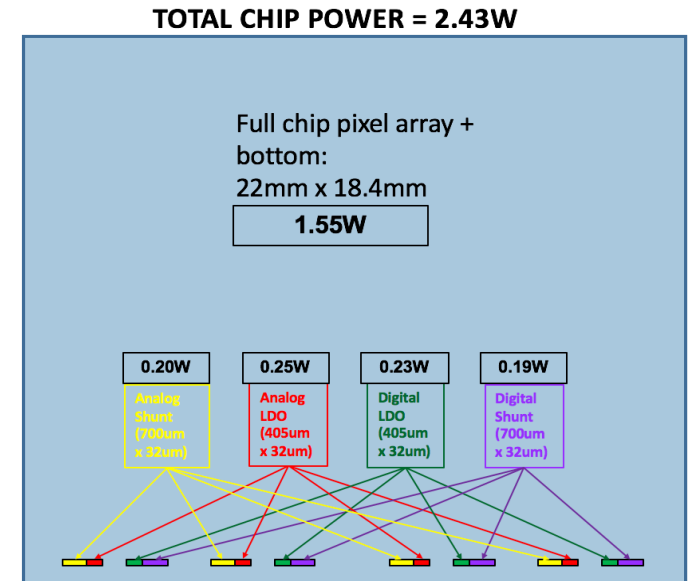 TOTAL CHIP POWER = 2.43W
Full chip pixel array +
bottom:
22mm x 18.4mm
1.55W
0.20W
0.25W
0.23W
0.19W
Analog
Shunt
(700um
x 32um)
Analog
LDO
(405um
x 32um)
Digital
LDO
(405um
x 32um)
Digital
Shunt
(700um
x 32um)